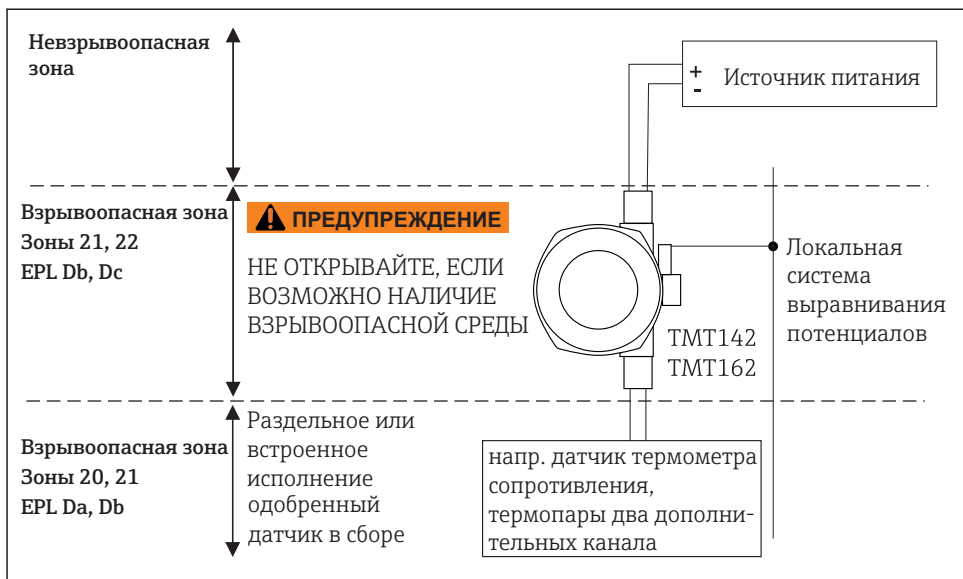 Невзрывоопасная
зона
+
-
Источник питания
Взрывоопасная зона
Зоны 21, 22
EPL Db, Dc
ПРЕДУПРЕЖДЕНИЕ
НЕ ОТКРЫВАЙТЕ, ЕСЛИ
ВОЗМОЖНО НАЛИЧИЕ
ВЗРЫВООПАСНОЙ СРЕДЫ
TMT142
TMT162
Локальная
система
выравнивания
потенциалов
Взрывоопасная зона
Зоны 20, 21
EPL Da, Db
Раздельное или
встроенное
исполнение
одобренный
датчик в сборе
напр. датчик термометра
сопротивления,
термопары два дополни-
тельных канала